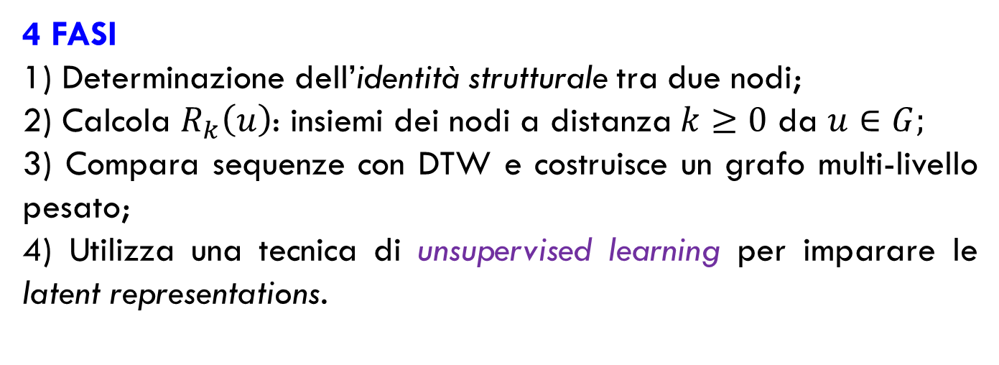 4 FASI
1) Determinazione dell’identità strutturale tra due nodi;
2) Calcola R_k(u): insiemi dei nodi a distanza k ≥ 0 da u ∈ G;
3) Compara sequenze con DTW e costruisce un grafo multi-livello
pesato;
4) Utilizza una tecnica di unsupervised learning per imparare le
latent representations.